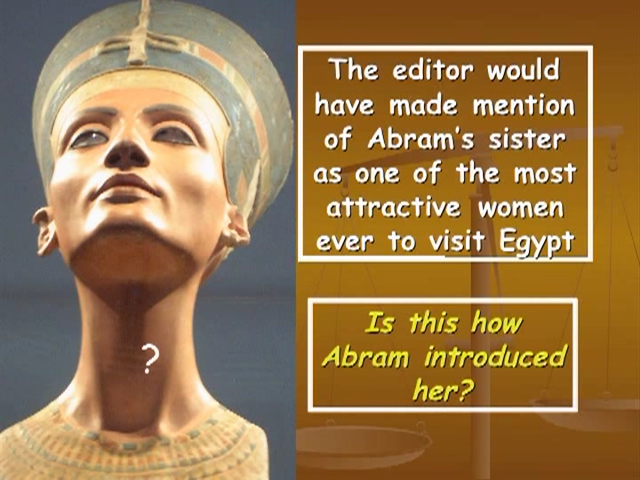 The editor would
have made mention
of Abram's sister
as one of the most
attractive women
ever to visit Egypt
?
Is this how
Abram introduced
her?